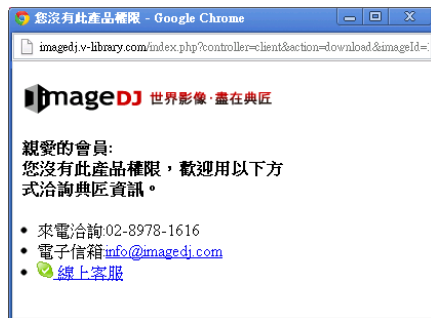 您沒有此產品權限 - Google Chrome
imagedj.v-library.com/index.php?controller=client&action=download&imageId=
imageDJ 世界影像·盡在典匠
親愛的會員:
您沒有此產品權限，歡迎用以下方
式洽詢典匠資訊。
來電洽詢:02-8978-1616
電子信箱:info@imagedj.com
線上客服